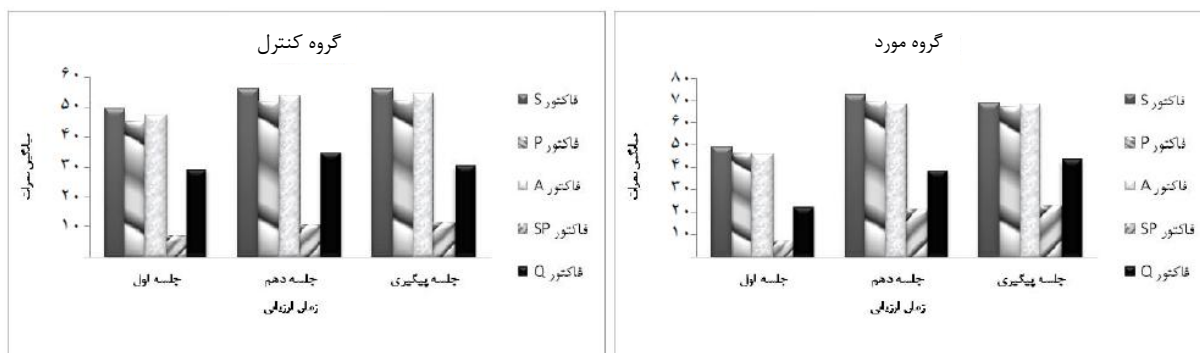 گروه کنترل
۶۰
۵۰
۴۰
۳۰
۲۰
۱۰
میانگین نمرات
جلسه اول
جلسه دهم
جلسه پیگیری
زمان ارزیابی
فاکتور S
فاکتور P
فاکتور A
فاکتور SP
فاکتور Q
گروه مورد
۸۰
۷۰
۶۰
۵۰
۴۰
۳۰
۲۰
۱۰
میانگین نمرات
جلسه اول
جلسه دهم
جلسه پیگیری
زمان ارزیابی
فاکتور S
فاکتور P
فاکتور A
فاکتور SP
فاکتور Q